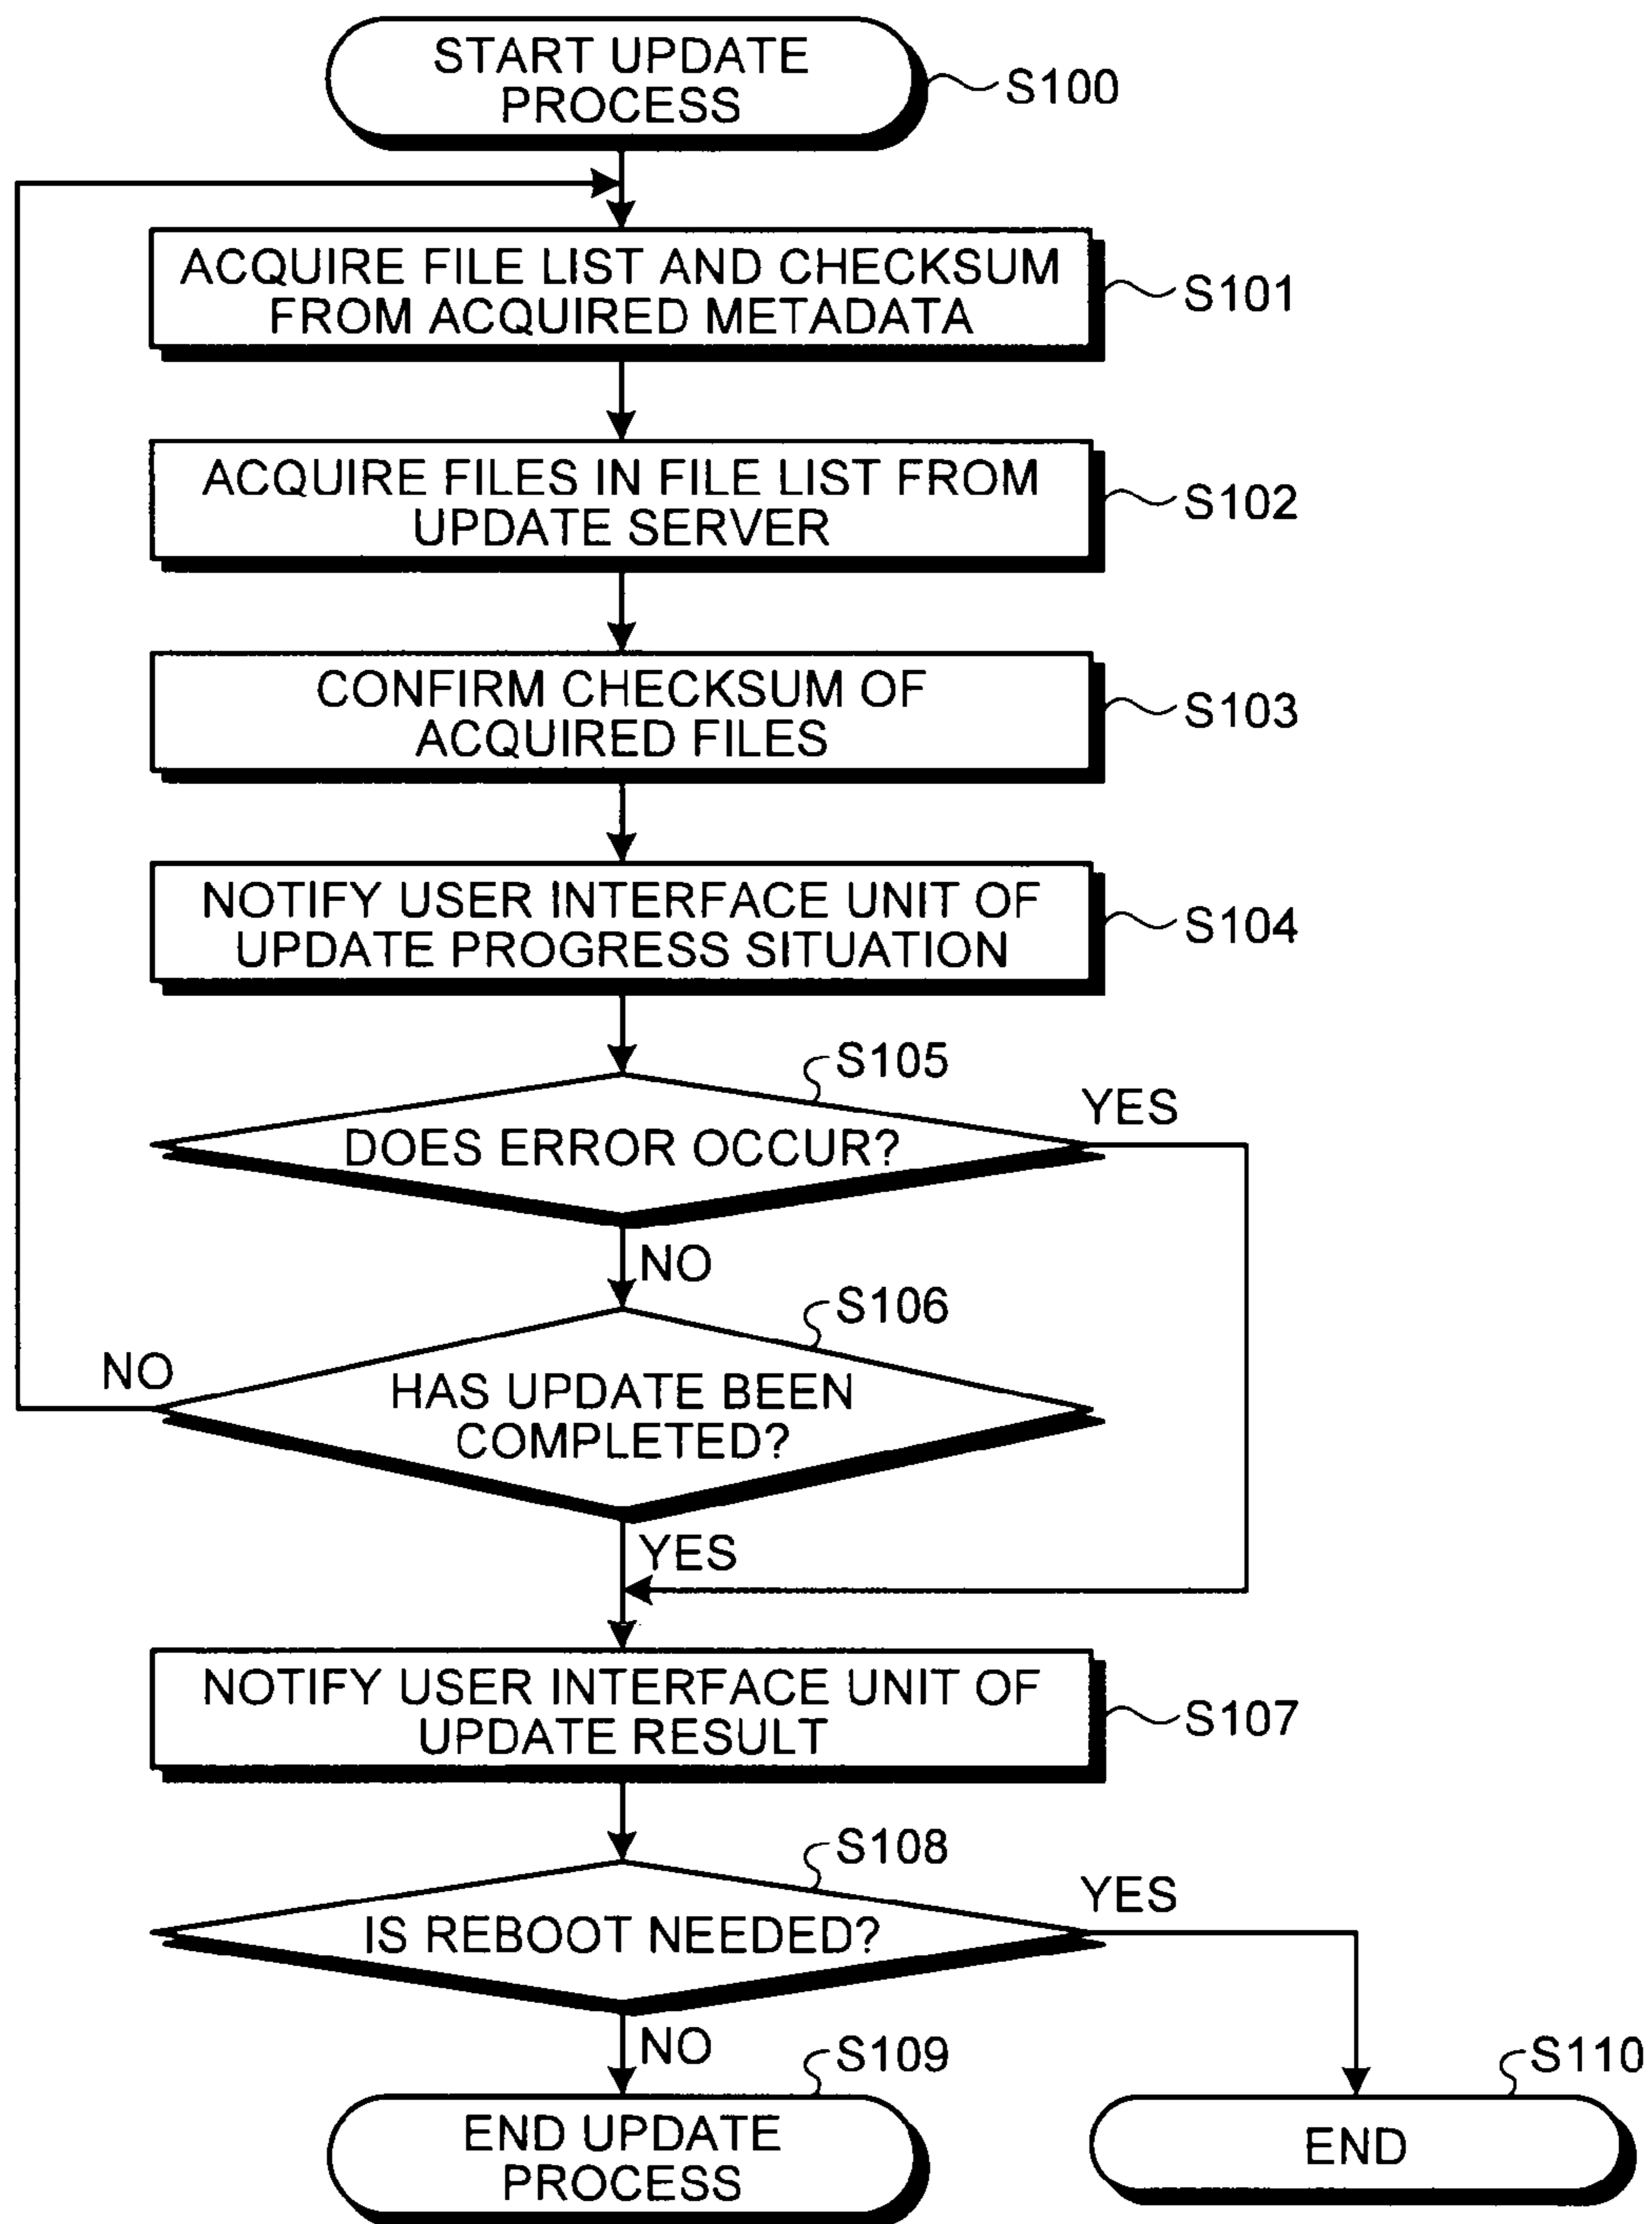 START UPDATE
PROCESS
S100
ACQUIRE FILE LIST AND CHECKSUM
FROM ACQUIRED METADATA
S101
ACQUIRE FILES IN FILE LIST FROM
UPDATE SERVER
S102
CONFIRM CHECKSUM OF
ACQUIRED FILES
S103
NOTIFY USER INTERFACE UNIT OF
UPDATE PROGRESS SITUATION
S104
S105
YES
DOES ERROR OCCUR?
NO
S106
NO
HAS UPDATE BEEN
COMPLETED?
YES
NOTIFY USER INTERFACE UNIT OF
UPDATE RESULT
S107
S108
YES
IS REBOOT NEEDED?
NO
S109
S110
END UPDATE
PROCESS
END